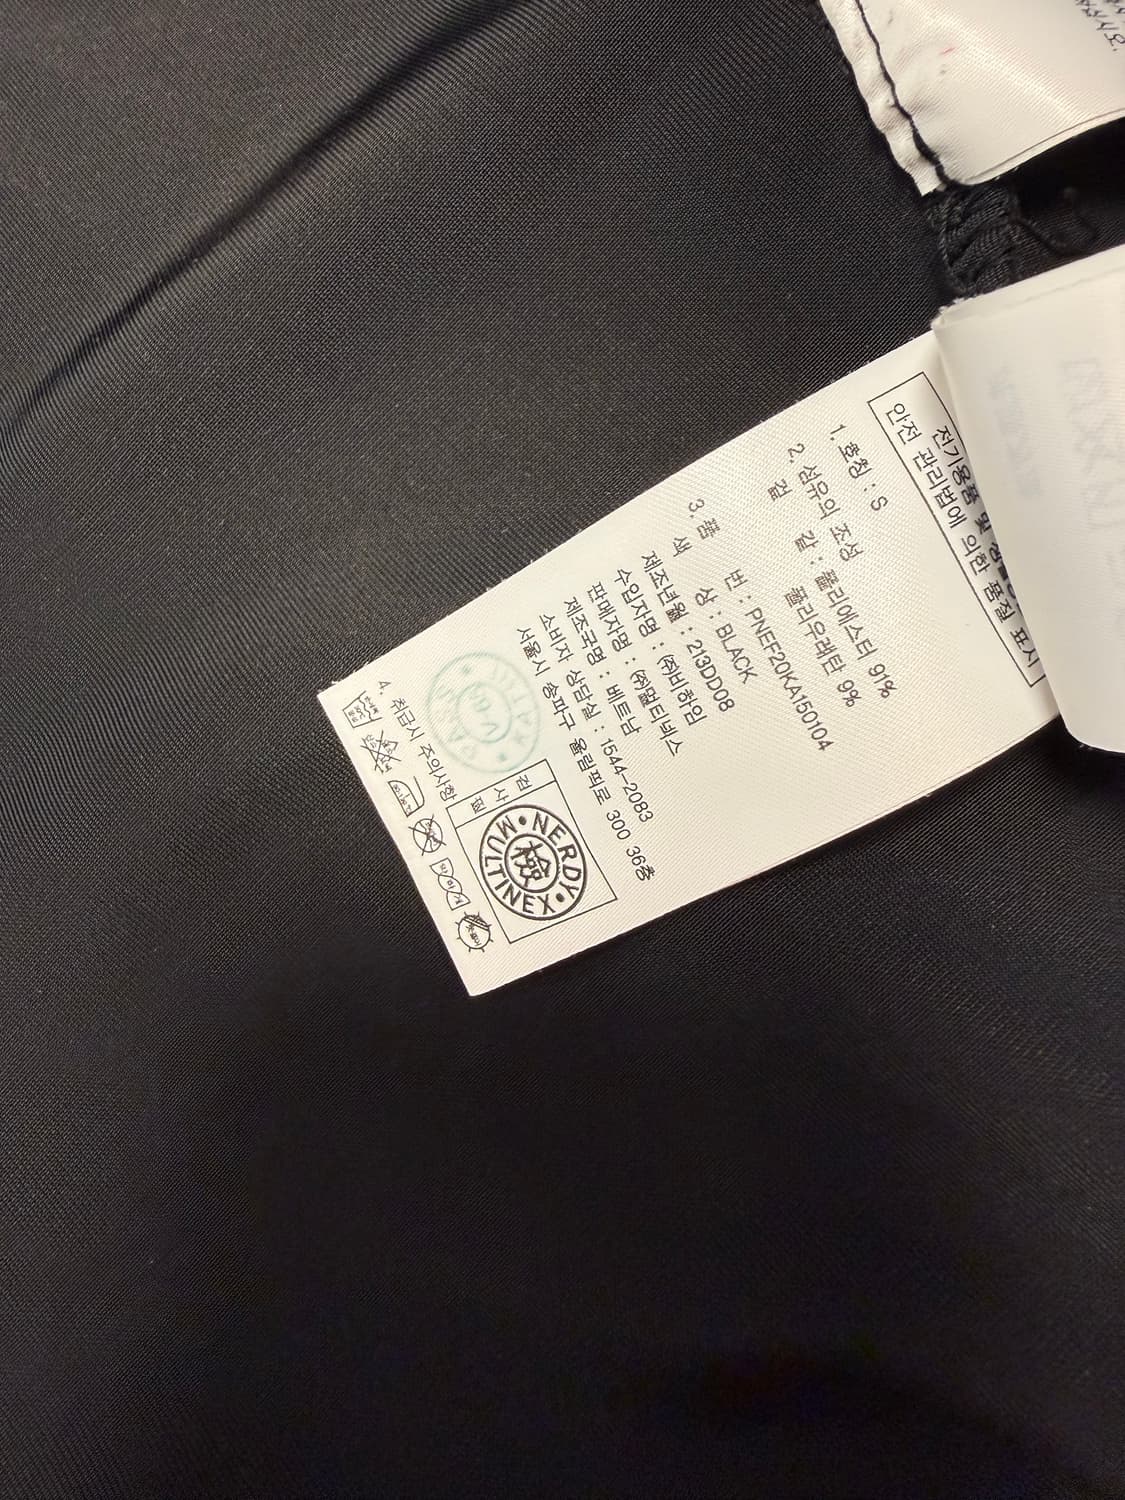 전기용품 및
안전 관리법에 의한 품질 표시
1. 호칭 : S
2. 섬유의 조성
겉 감 : 폴리에스터 91%
폴리우레탄 9%
3. 품 번 : PNEF20KA150104
색 상 : BLACK
제조년월 : 213DD08
수입자명 : ㈜비하인
판매자명 : ㈜멀티넥스
제조국명 : 베트남
소비자 상담실 : 1544-2083
서울시 송파구 올림픽로 300 36층
4. 취급시 주의사항
검사필
NERDY
檢
MULTINEX
PASS